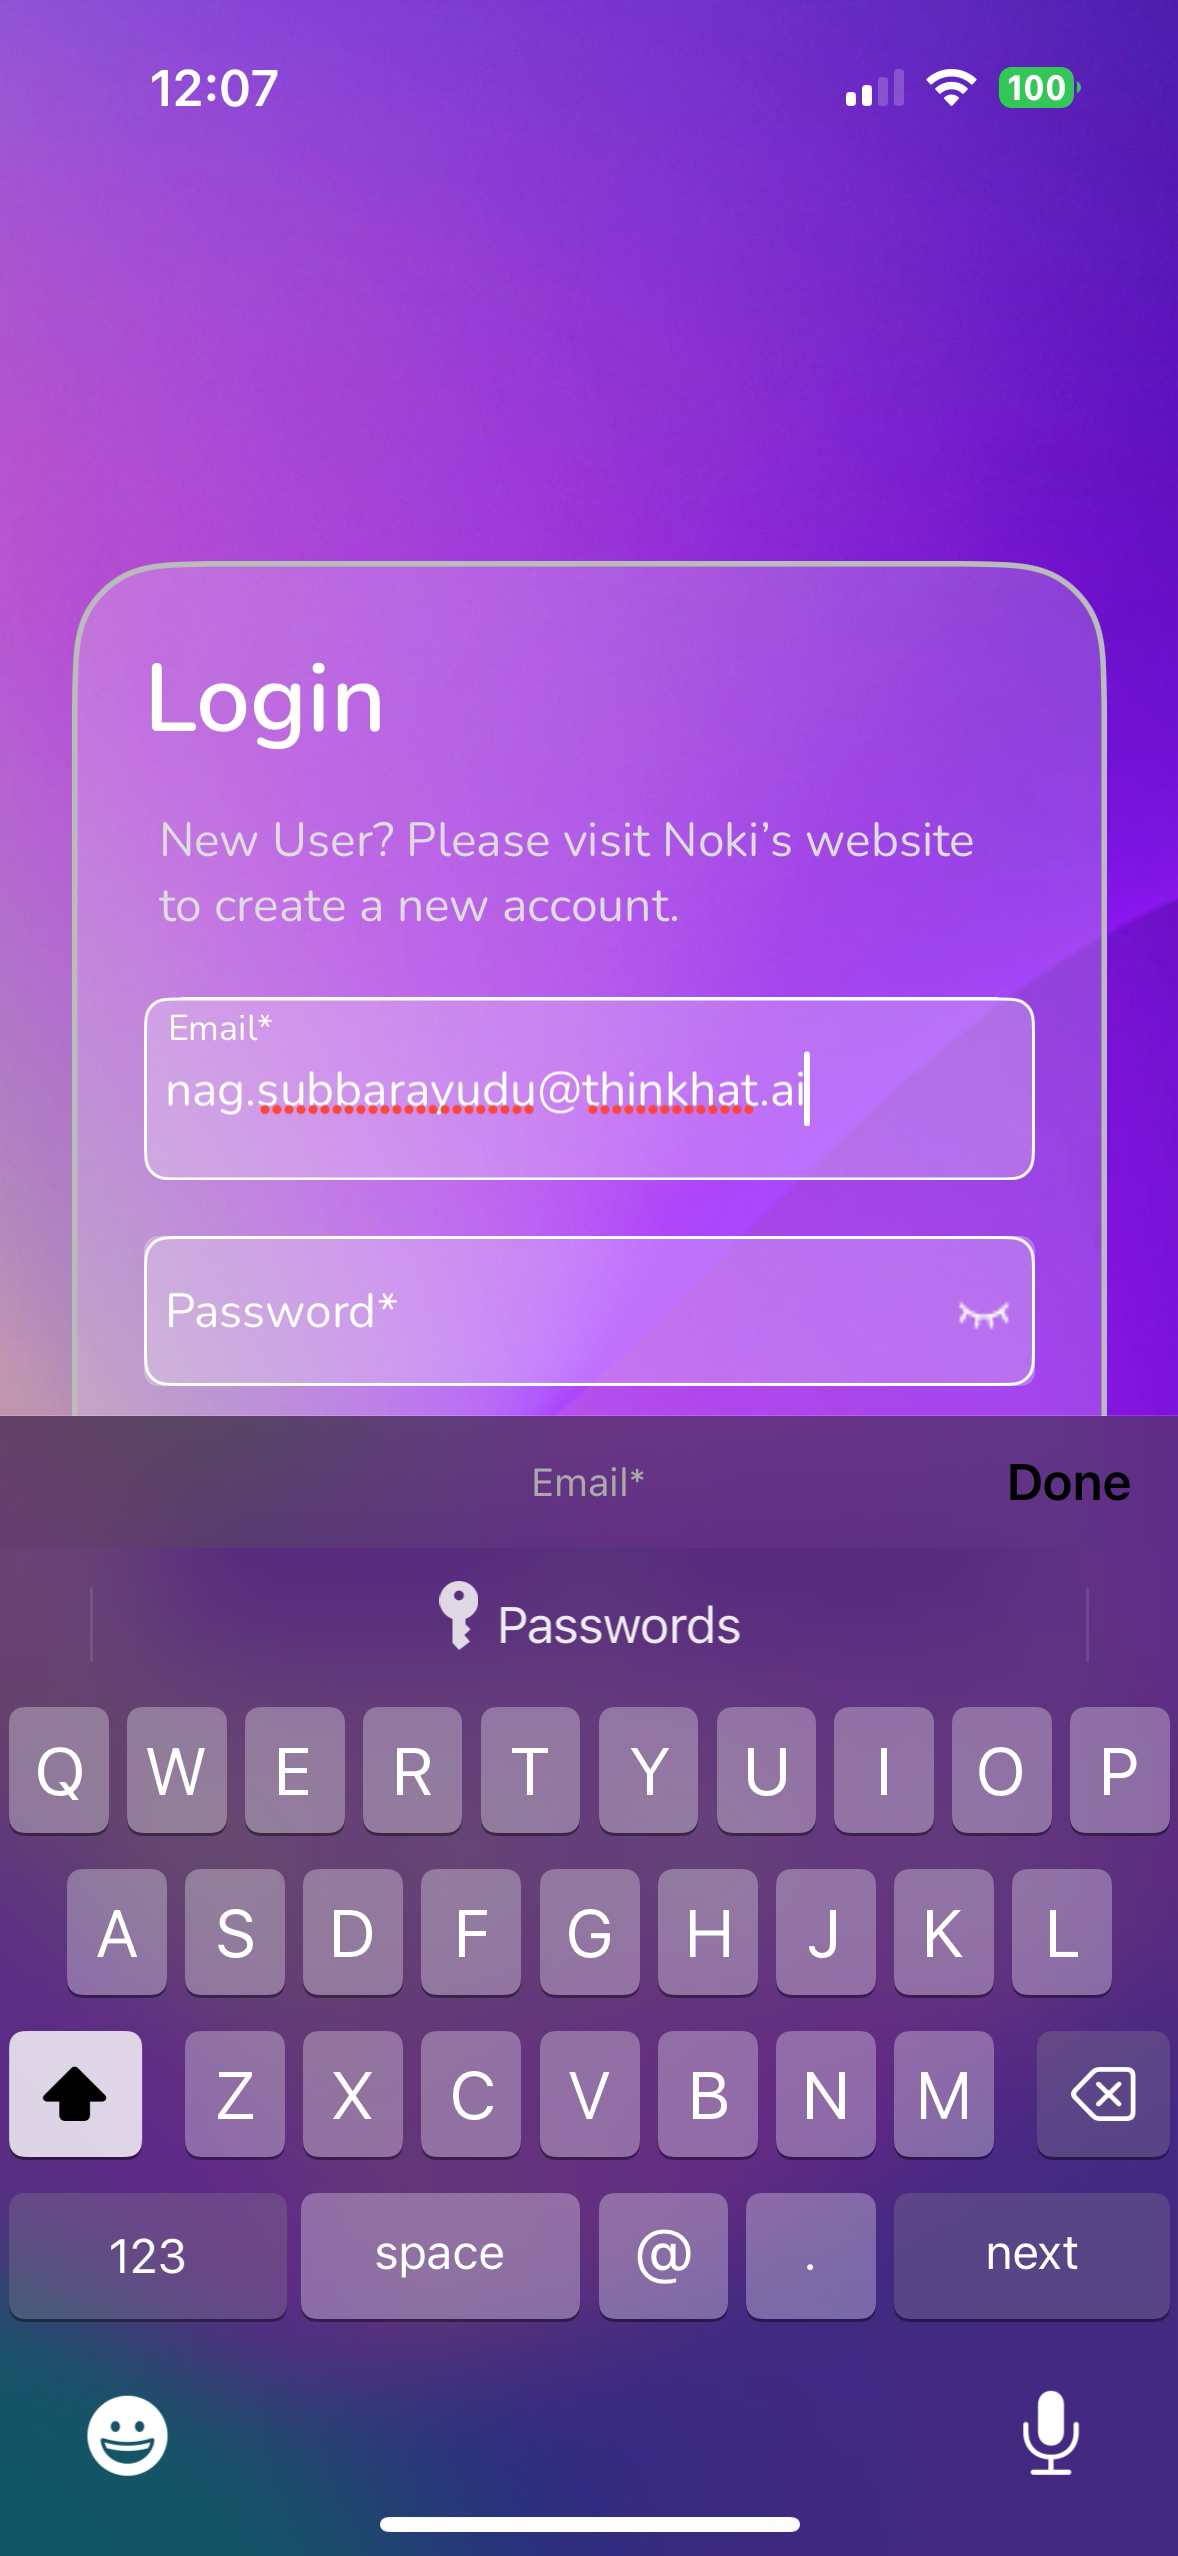 12:07
100
Login
New User? Please visit Noki’s website
to create a new account.
Email*
nag.subbarayudu@thinkhat.ai
Password*
Email*
Done
Passwords
Q W E R T Y U I O P
A S D F G H J K L
Z X C V B N M
123 space @ . next